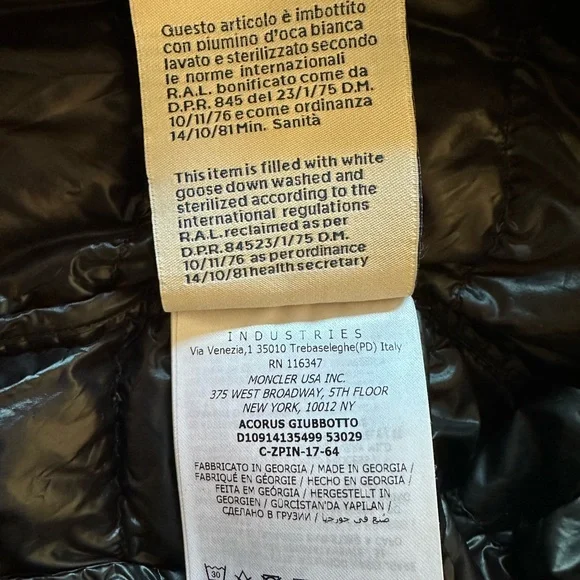 Questo articolo è imbottito
con piumino d'oca bianca
lavato e sterilizzato secondo
le norme internazionali
R.A.L. bonificato come da
D.P.R. 845 del 23/1/75 D.M.
10/11/76 e come ordinanza
14/10/81 Min. Sanità
This item is filled with white
goose down washed and
sterilized according to the
international regulations
R.A.L. reclaimed as per
D.P.R. 84523/1/75 D.M.
10/11/76 as per ordinance
14/10/81 health secretary
INDUSTRIES
Via Venezia,1 35010 Trebaseleghe(PD) Italy
RN 116347
MONCLER USA INC.
375 WEST BROADWAY, 5TH FLOOR
NEW YORK, 10012 NY
ACORUS GIUBBOTTO
D10914135499 53029
C-ZPIN-17-64
FABBRICATO IN GEORGIA / MADE IN GEORGIA /
FABRIQUÉ EN GÉORGIE / HECHO EN GEORGIA /
FEITA EM GEÓRGIA / HERGESTELLT IN
GEORGIEN / GÜRCİSTAN'DA YAPILAN /
СДЕЛАНО В ГРУЗИИ / صنع في جورجيا
30